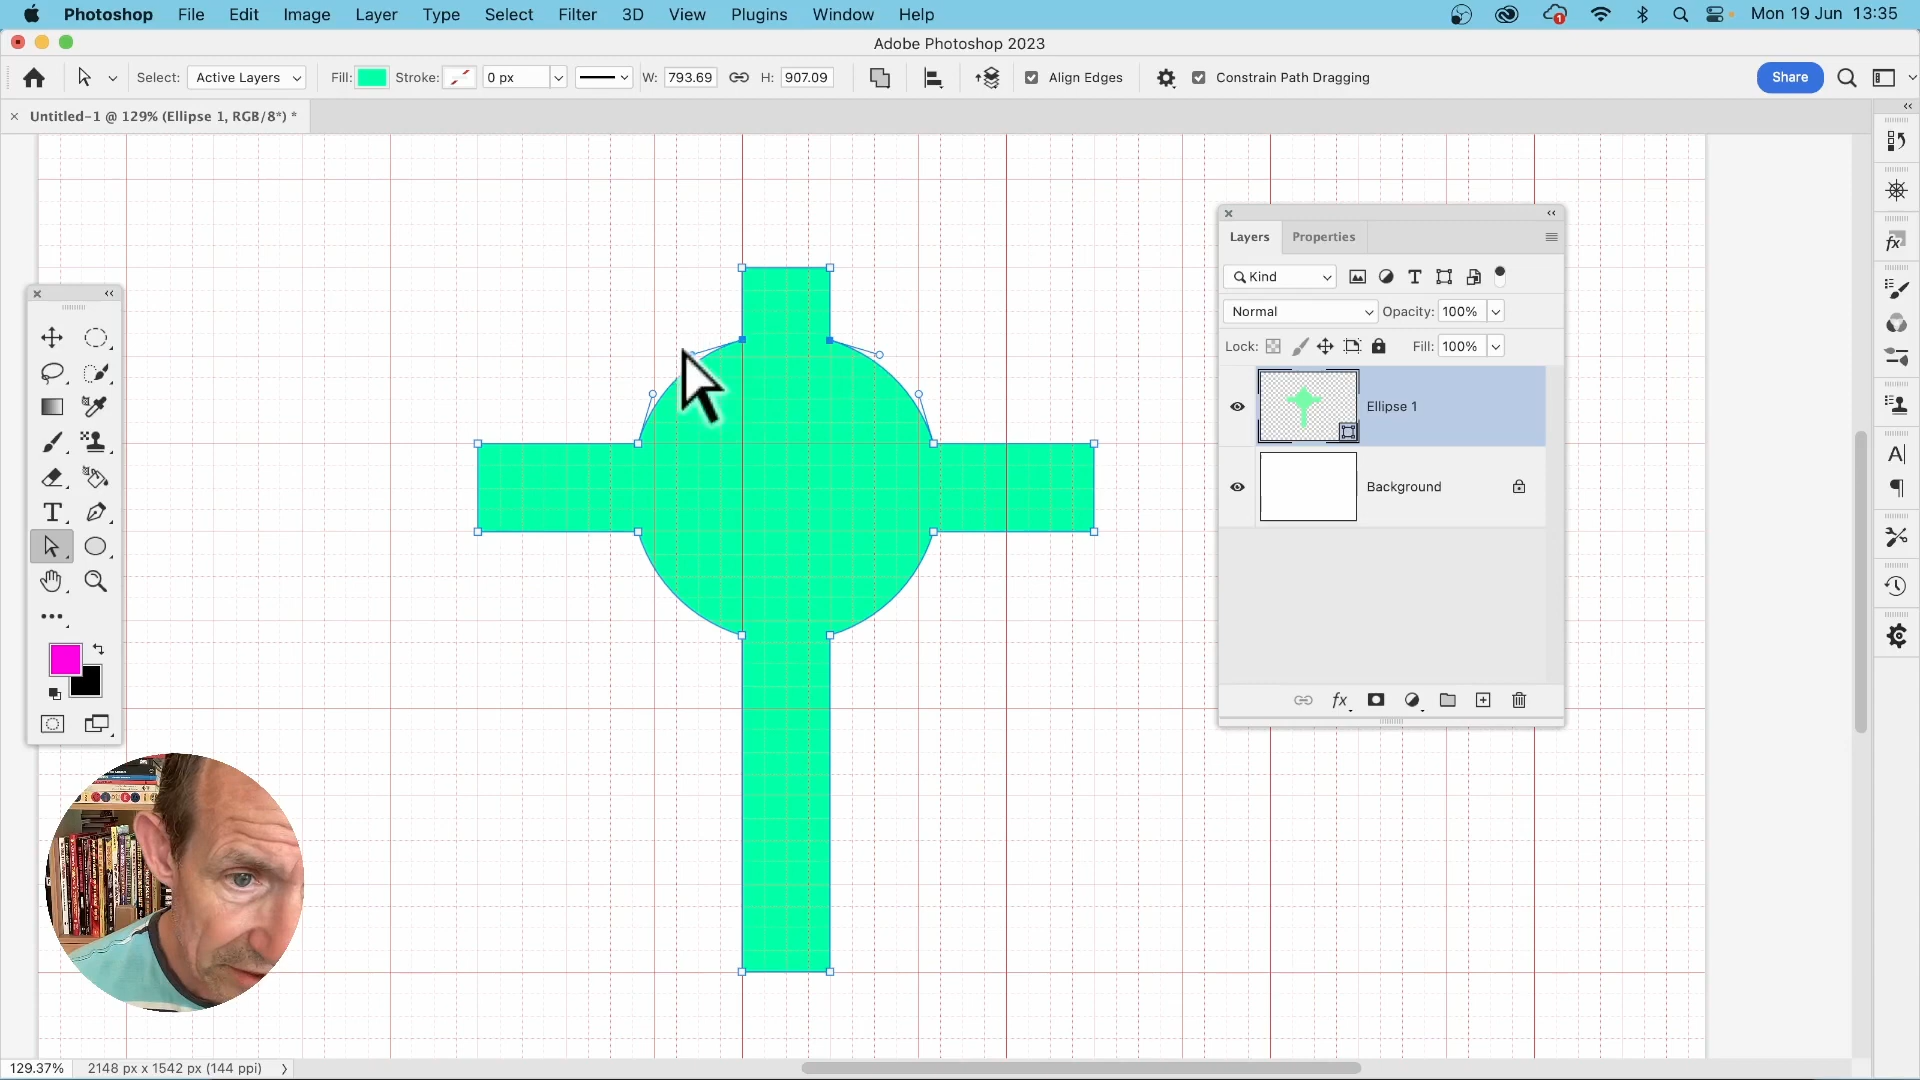 Photoshop File Edit Image Layer Type Select Filter 3D View Plugins Window Help 1 Mon 19 Jun 13:35
Adobe Photoshop 2023
Select: Active Layers Fill: Stroke: 0 px W: 793.69 H: 907.09 Align Edges Constrain Path Dragging Share
Untitled-1 @ 129% (Ellipse 1, RGB/8*) *
Layers Properties
Kind
Normal Opacity: 100%
Lock: Fill: 100%
Ellipse 1
Background
129.37% 2148 px x 1542 px (144 ppi)